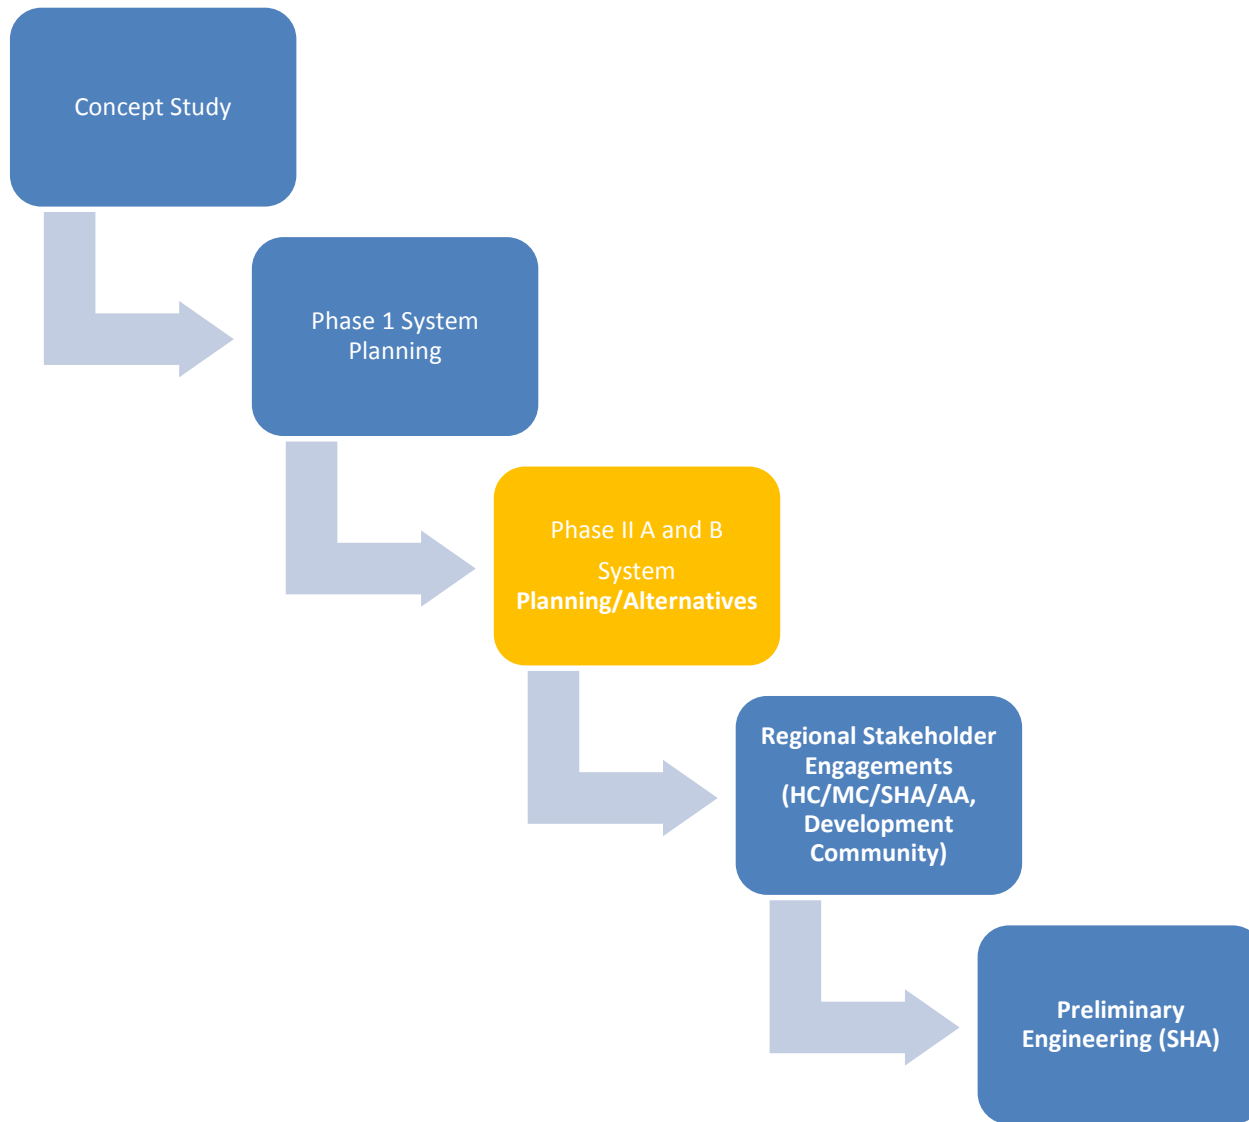 Concept Study
Phase 1 System
Planning
Phase II A and B
System
Planning/Alternatives
Regional Stakeholder
Engagements
(HC/MC/SHA/AA,
Development
Community)
Preliminary
Engineering (SHA)